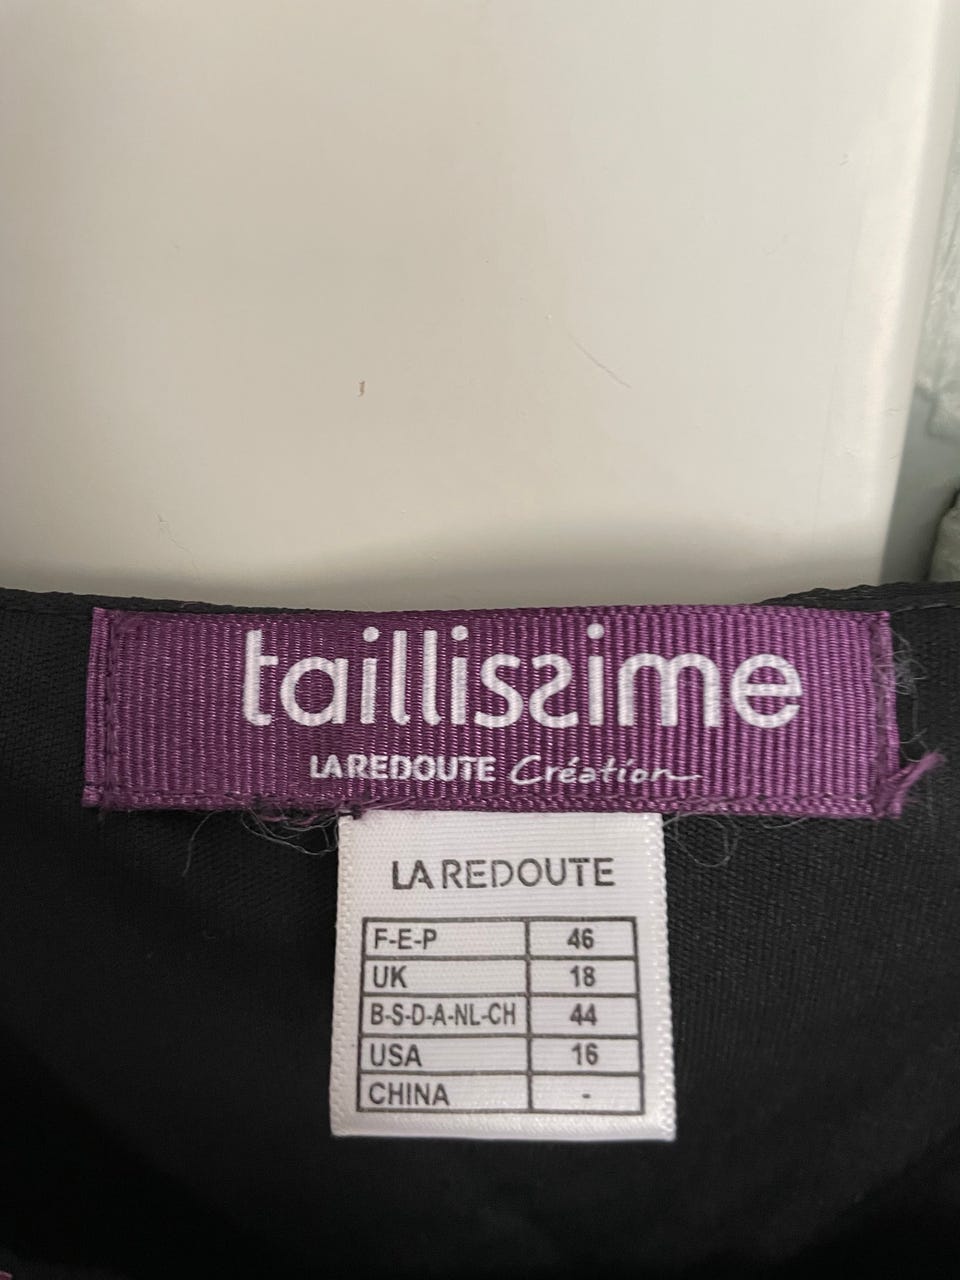 taillissime
LA REDOUTE Création
LA REDOUTE
F-E-P 46
UK 18
B-S-D-A-NL-CH 44
USA 16
CHINA -